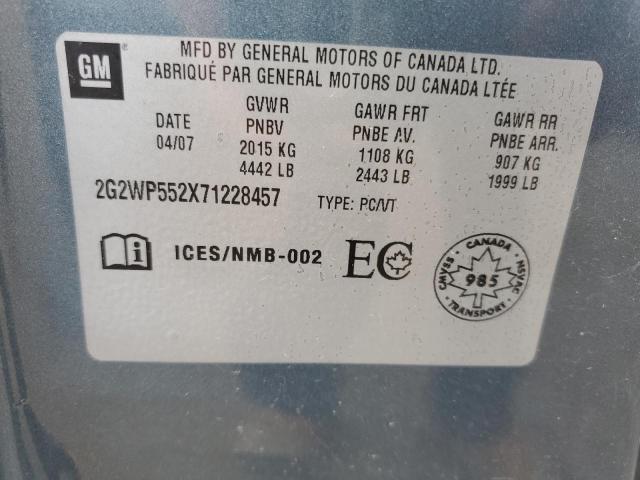 GM
MFD BY GENERAL MOTORS OF CANADA LTD.
FABRIQUÉ PAR GENERAL MOTORS DU CANADA LTÉE
DATE
04/07
GVWR
PNBV
2015 KG
4442 LB
GAWR FRT
PNBE AV.
1108 KG
2443 LB
GAWR RR
PNBE ARR.
907 KG
1999 LB
2G2WP552X71228457 TYPE: PC/VT
i ICES/NMB-002 EC
CANADA
CMVSS 985 NSVAC
TRANSPORT